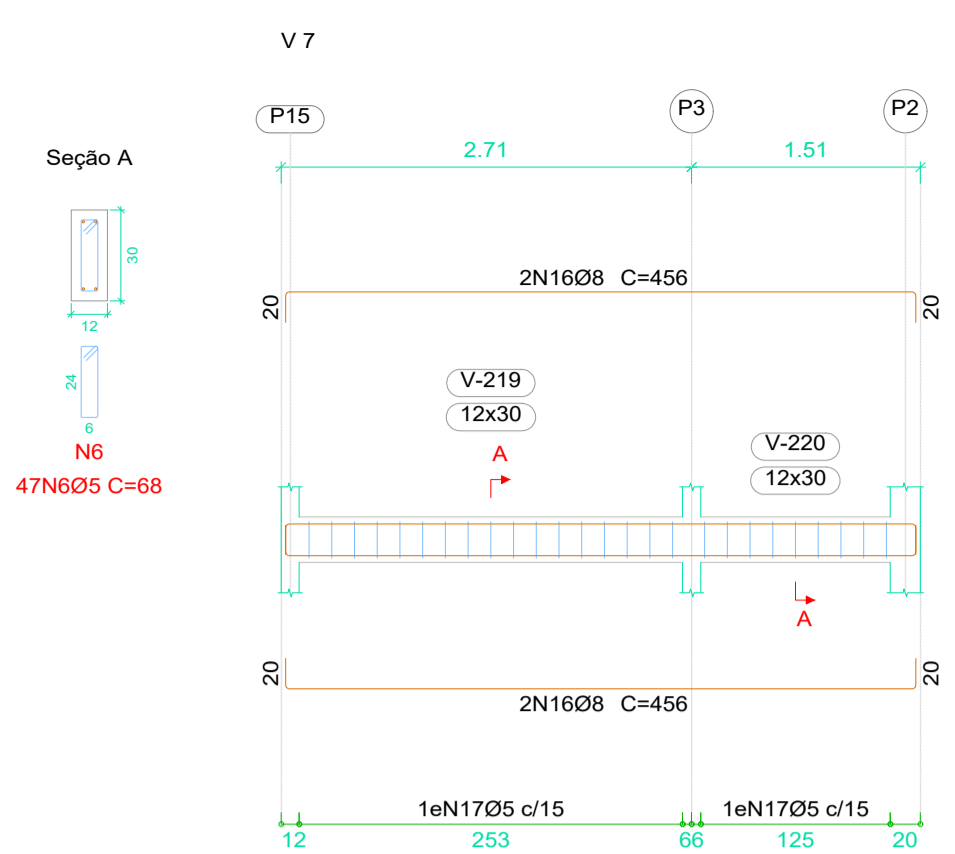 V 7
P15
P3
P2
Seção A
2.71
1.51
30
12
2N16Ø8 C=456
20
20
24
6
N6
47N6Ø5 C=68
V-219
12x30
A
V-220
12x30
A
20
20
2N16Ø8 C=456
1eN17Ø5 c/15
1eN17Ø5 c/15
12
253
66
125
20